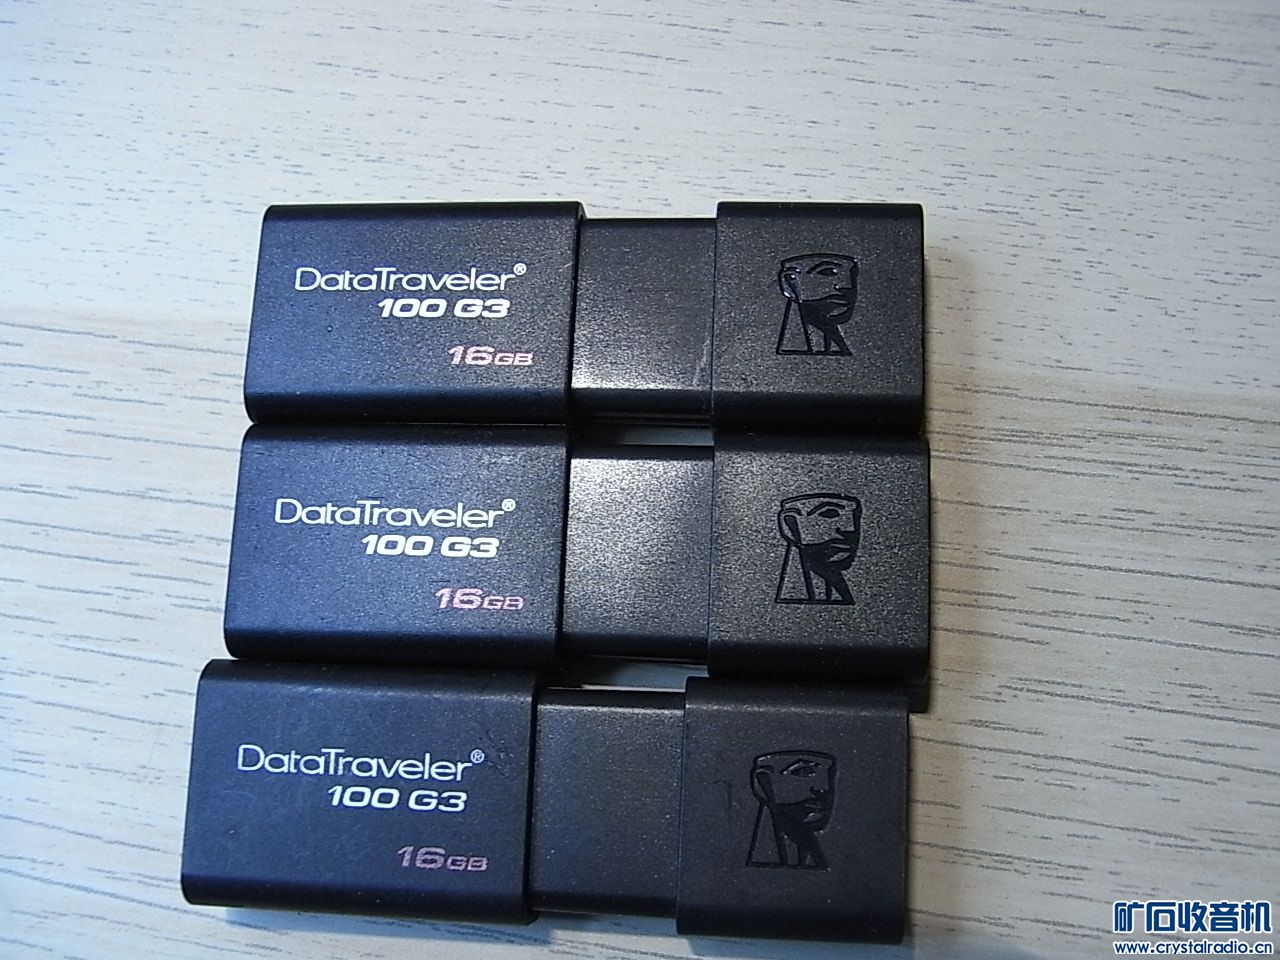 DataTraveler®
100 G3
16GB
DataTraveler®
100 G3
16GB
DataTraveler®
100 G3
16GB
矿石收音机
www.crystalradio.cn